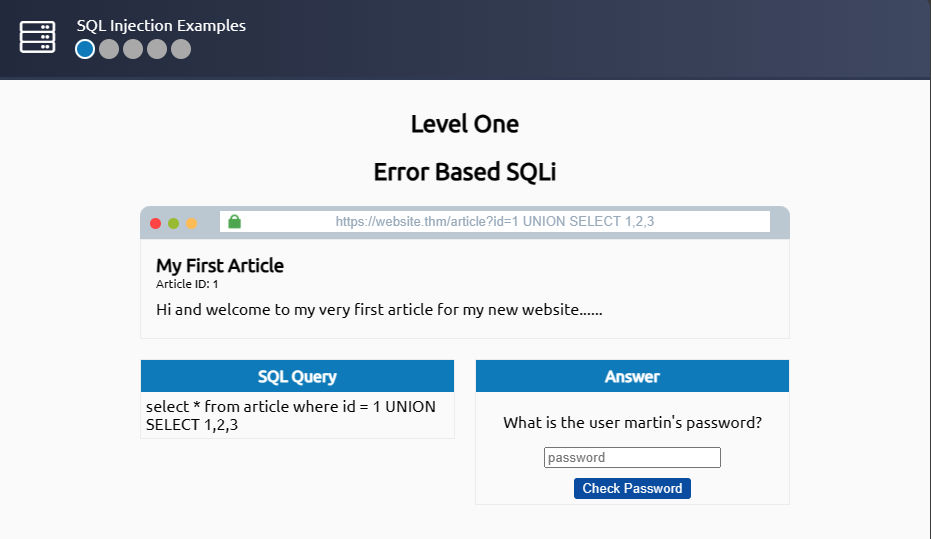 SQL Injection Examples
Level One
Error Based SQLi
https://website.thm/article?id=1 UNION SELECT 1,2,3
My First Article
Article ID: 1
Hi and welcome to my very first article for my new website......
SQL Query
select * from article where id = 1 UNION
SELECT 1,2,3
Answer
What is the user martin's password?
password
Check Password